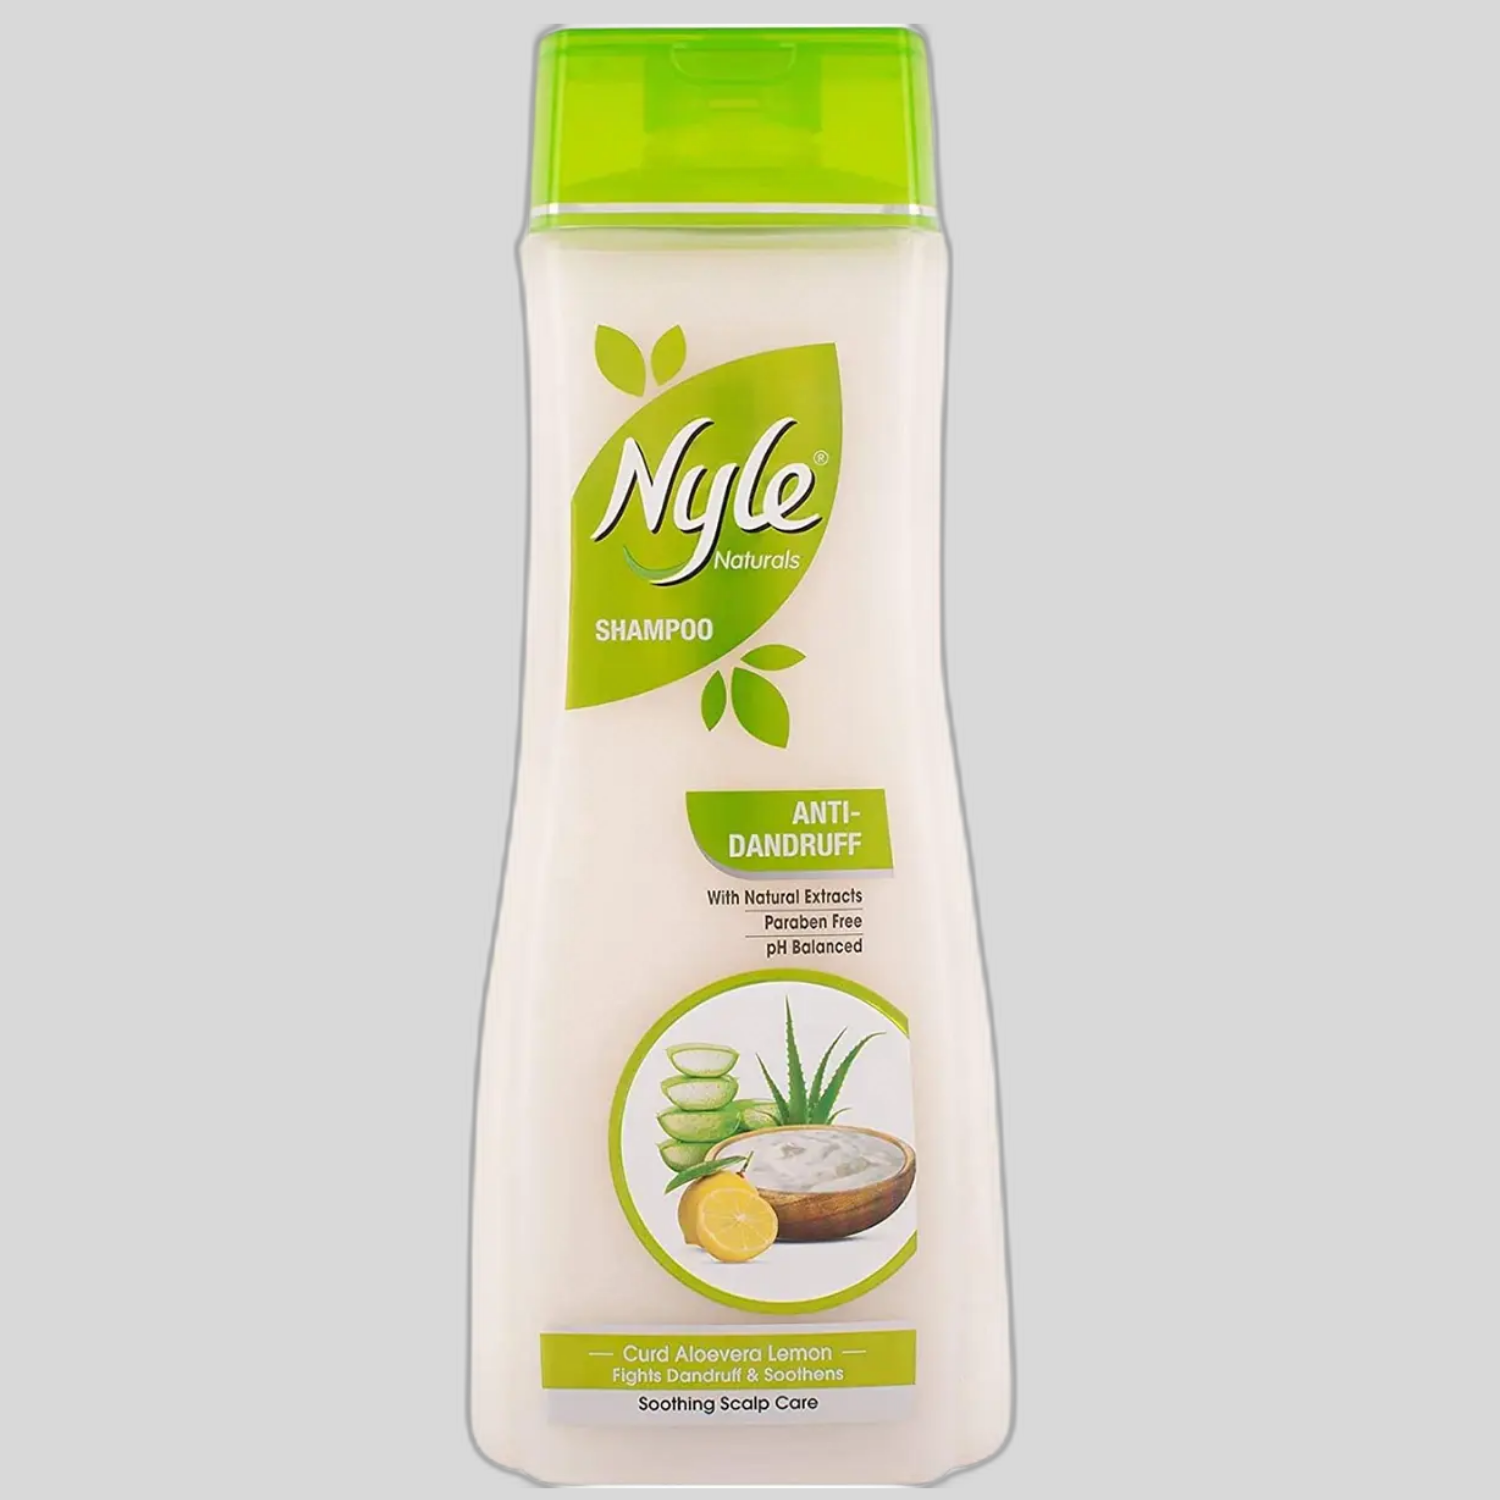 Nyle®
Naturals
SHAMPOO
ANTI-
DANDRUFF
With Natural Extracts
Paraben Free
pH Balanced
Curd Aloevera Lemon
Fights Dandruff & Soothens
Soothing Scalp Care